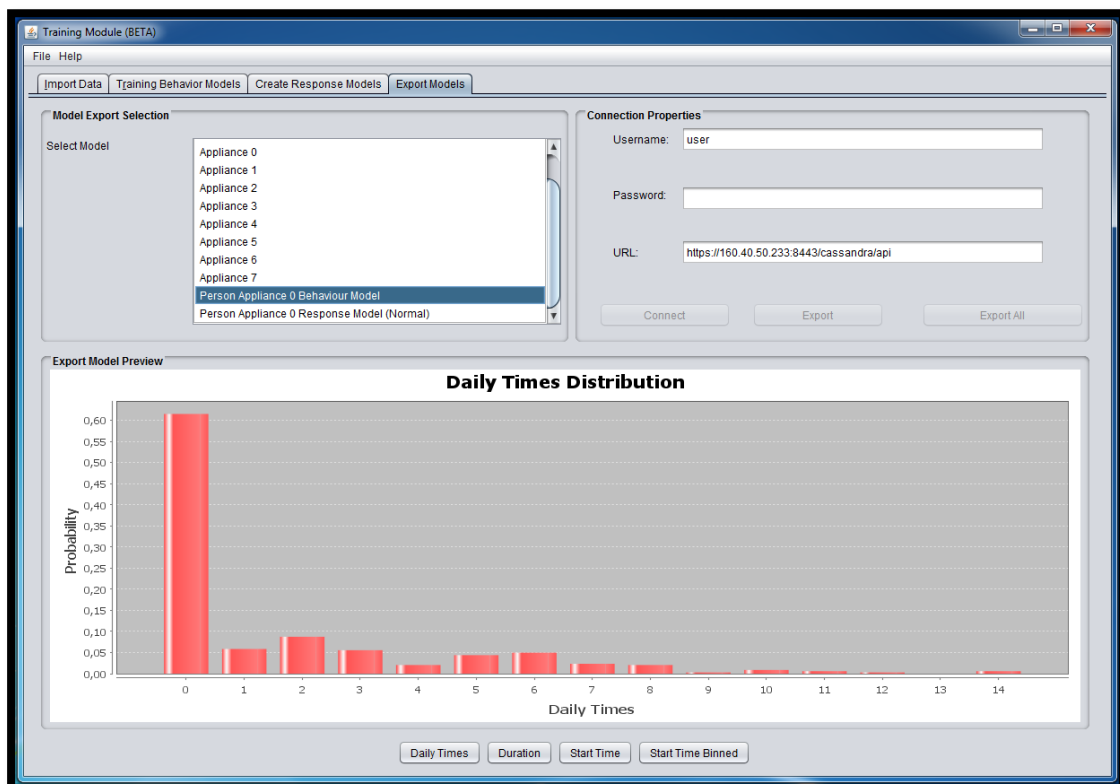 Training Module (BETA)
File Help
Import Data Training Behavior Models Create Response Models Export Models
Model Export Selection
Select Model
Appliance 0
Appliance 1
Appliance 2
Appliance 3
Appliance 4
Appliance 5
Appliance 6
Appliance 7
Person Appliance 0 Behaviour Model
Person Appliance 0 Response Model (Normal)
Connection Properties
Username: user
Password:
URL: https://160.40.50.233:8443/cassandra/api
Connect Export Export All
Export Model Preview
Daily Times Distribution
Probability
0,60
0,55
0,50
0,45
0,40
0,35
0,30
0,25
0,20
0,15
0,10
0,05
0,00
0 1 2 3 4 5 6 7 8 9 10 11 12 13 14
Daily Times
Daily Times Duration Start Time Start Time Binned